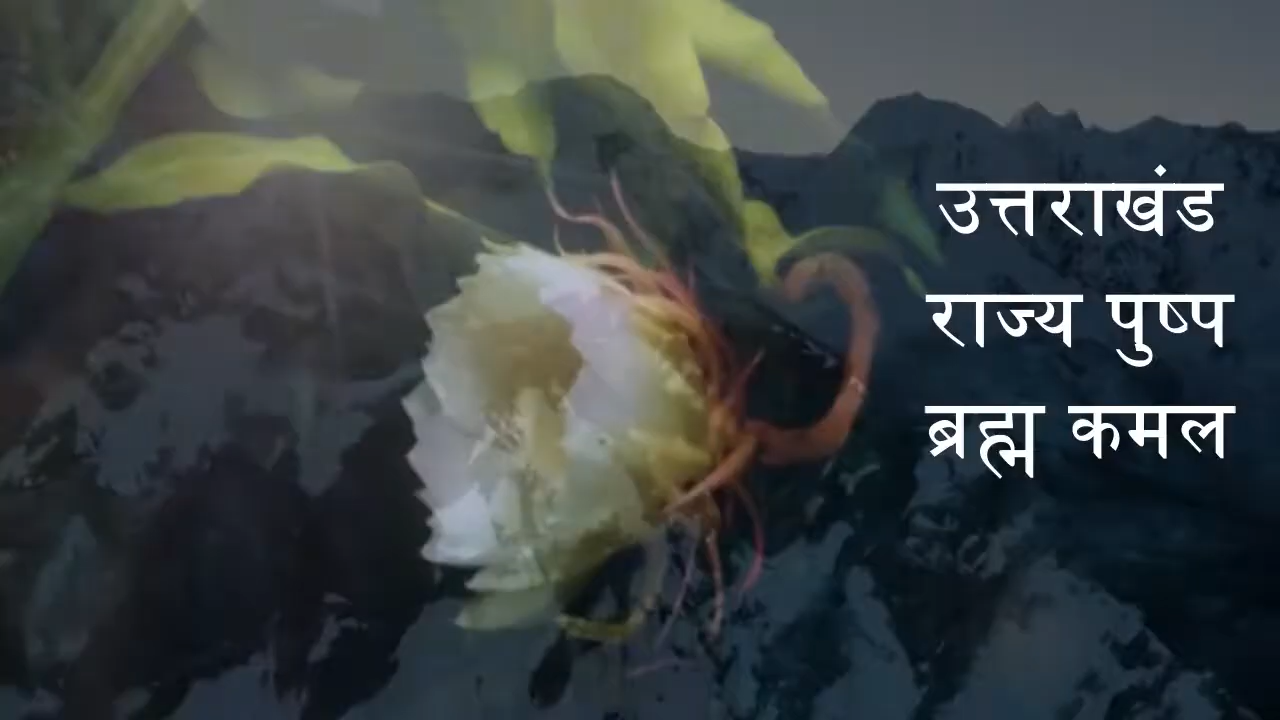 उत्तराखंड
राज्य पुष्प
ब्रह्म कमल